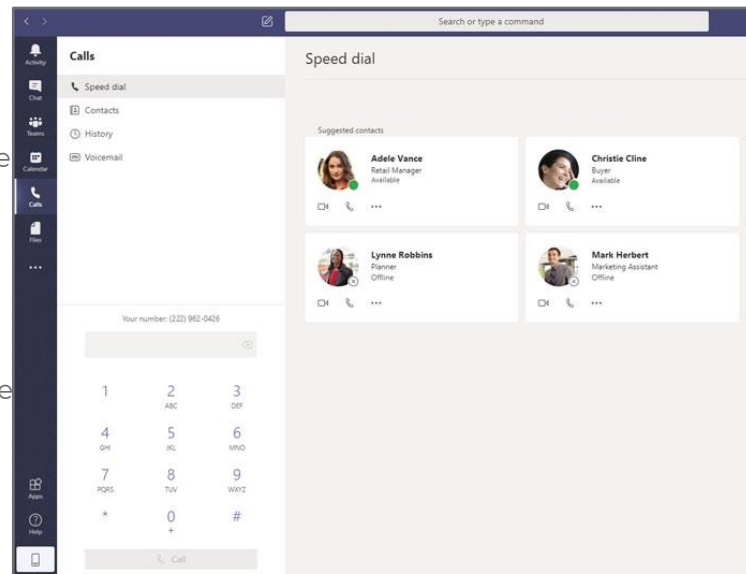 Search or type a command
Activity
Chat
Teams
Calendar
Calls
Files
Apps
Help
Calls
Speed dial
Contacts
History
Voicemail
Your number: (222) 962-0426
1
2
3
ABC
DEF
4
5
6
GHI
JKL
MNO
7
8
9
PQRS
TUV
WXYZ
*
0
#
+
Call
Speed dial
Suggested contacts
Adele Vance
Retail Manager
Available
Christie Cline
Buyer
Available
Lynne Robbins
Planner
Offline
Mark Herbert
Marketing Assistant
Offline
e
e